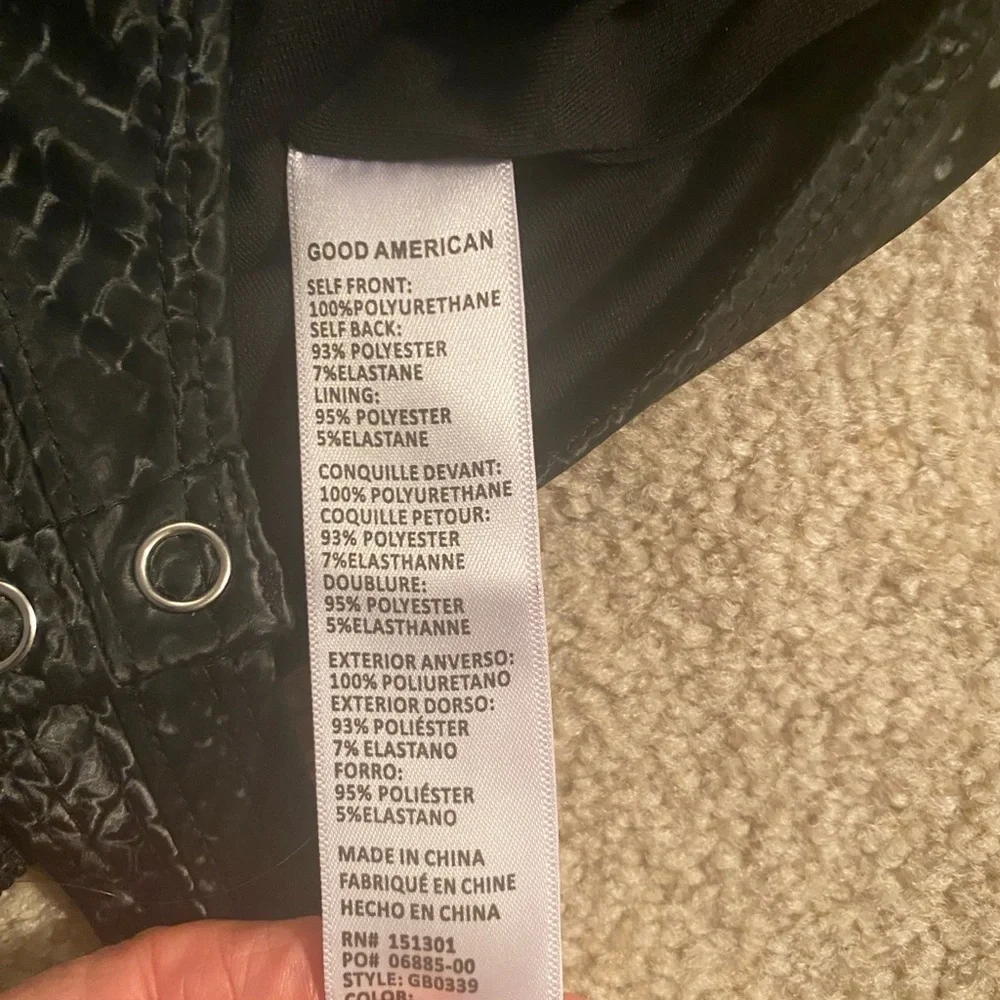 GOOD AMERICAN
SELF FRONT:
100%POLYURETHANE
SELF BACK:
93% POLYESTER
7%ELASTANE
LINING:
95% POLYESTER
5%ELASTANE
CONQUILLE DEVANT:
100% POLYURETHANE
COQUILLE PETOUR:
93% POLYESTER
7%ELASTHANNE
DOUBLURE:
95% POLYESTER
5%ELASTHANNE
EXTERIOR ANVERSO:
100% POLIURETANO
EXTERIOR DORSO:
93% POLIÉSTER
7% ELASTANO
FORRO:
95% POLIÉSTER
5%ELASTANO
MADE IN CHINA
FABRIQUÉ EN CHINE
HECHO EN CHINA
RN# 151301
PO# 06885-00
STYLE: GB0339
COLOR: